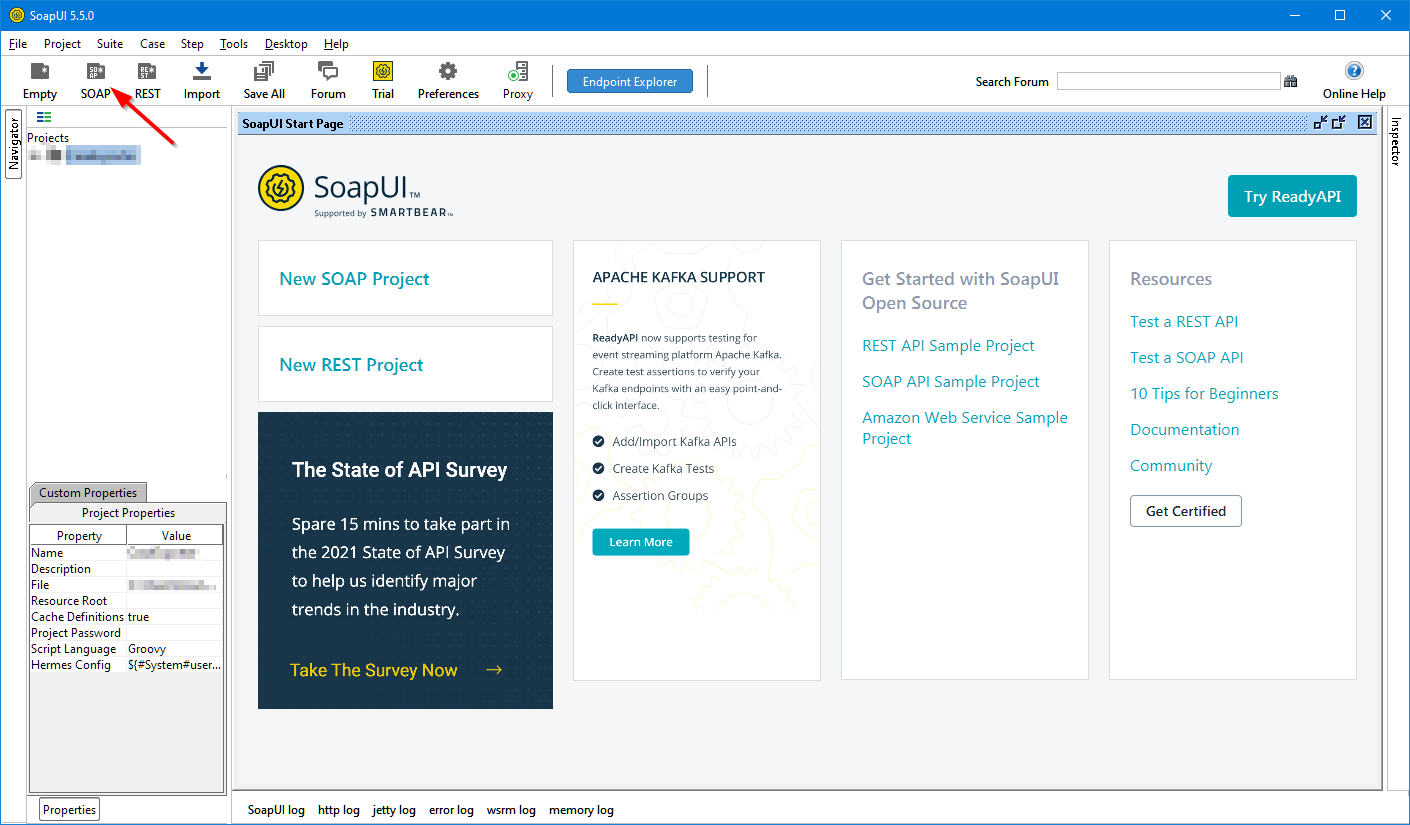 SoapUI 5.5.0
File Project Suite Case Step Tools Desktop Help
Empty SOAP REST Import Save All Forum Trial Preferences Proxy Endpoint Explorer Search Forum Online Help
Navigator
Projects
SoapUI Start Page
Inspector
SoapUI™
Supported by SMARTBEAR™
Try ReadyAPI
New SOAP Project
New REST Project
The State of API Survey
Spare 15 mins to take part in
the 2021 State of API Survey
to help us identify major
trends in the industry.
Take The Survey Now →
APACHE KAFKA SUPPORT
ReadyAPI now supports testing for
event streaming platform Apache Kafka.
Create test assertions to verify your
Kafka endpoints with an easy point-and-
click interface.
Add/Import Kafka APIs
Create Kafka Tests
Assertion Groups
Learn More
Get Started with SoapUI
Open Source
REST API Sample Project
SOAP API Sample Project
Amazon Web Service Sample
Project
Resources
Test a REST API
Test a SOAP API
10 Tips for Beginners
Documentation
Community
Get Certified
Custom Properties
Project Properties
Property Value
Name
Description
File
Resource Root
Cache Definitions true
Project Password
Script Language Groovy
Hermes Config ${#System#user...
Properties
SoapUI log http log jetty log error log wsrm log memory log